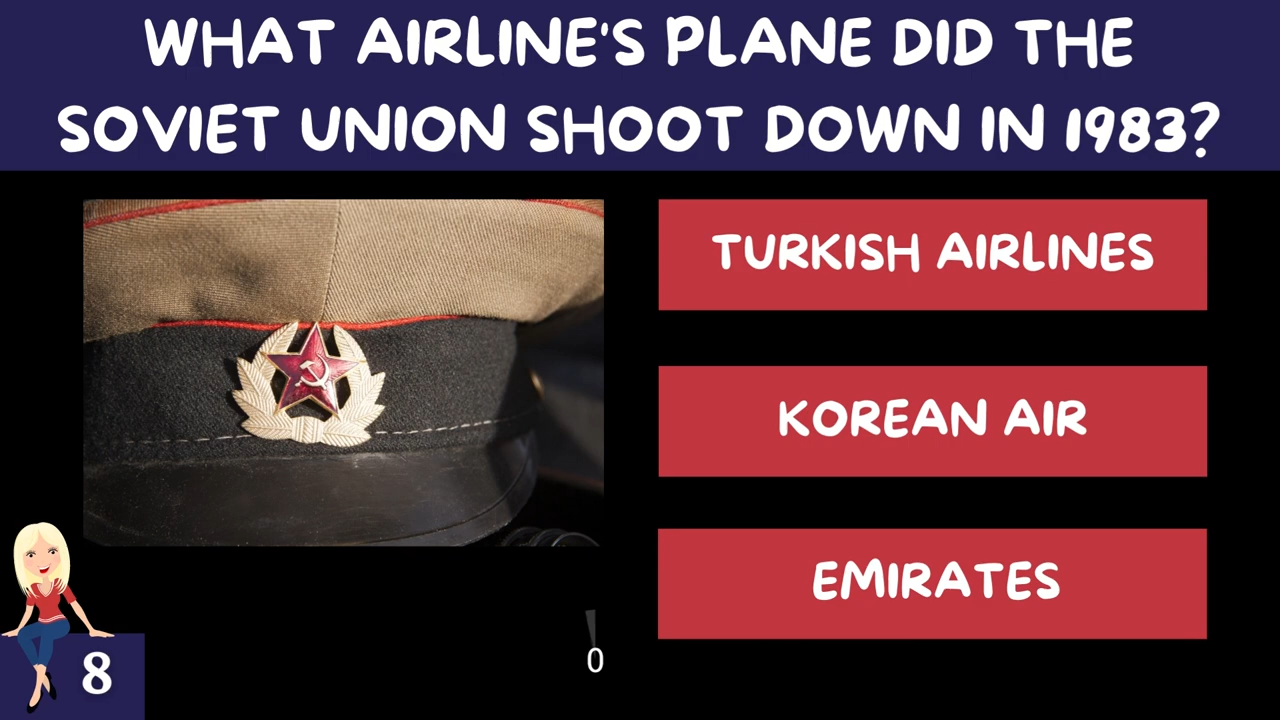 WHAT AIRLINE'S PLANE DID THE
SOVIET UNION SHOOT DOWN IN 1983?
TURKISH AIRLINES
KOREAN AIR
EMIRATES
0
8